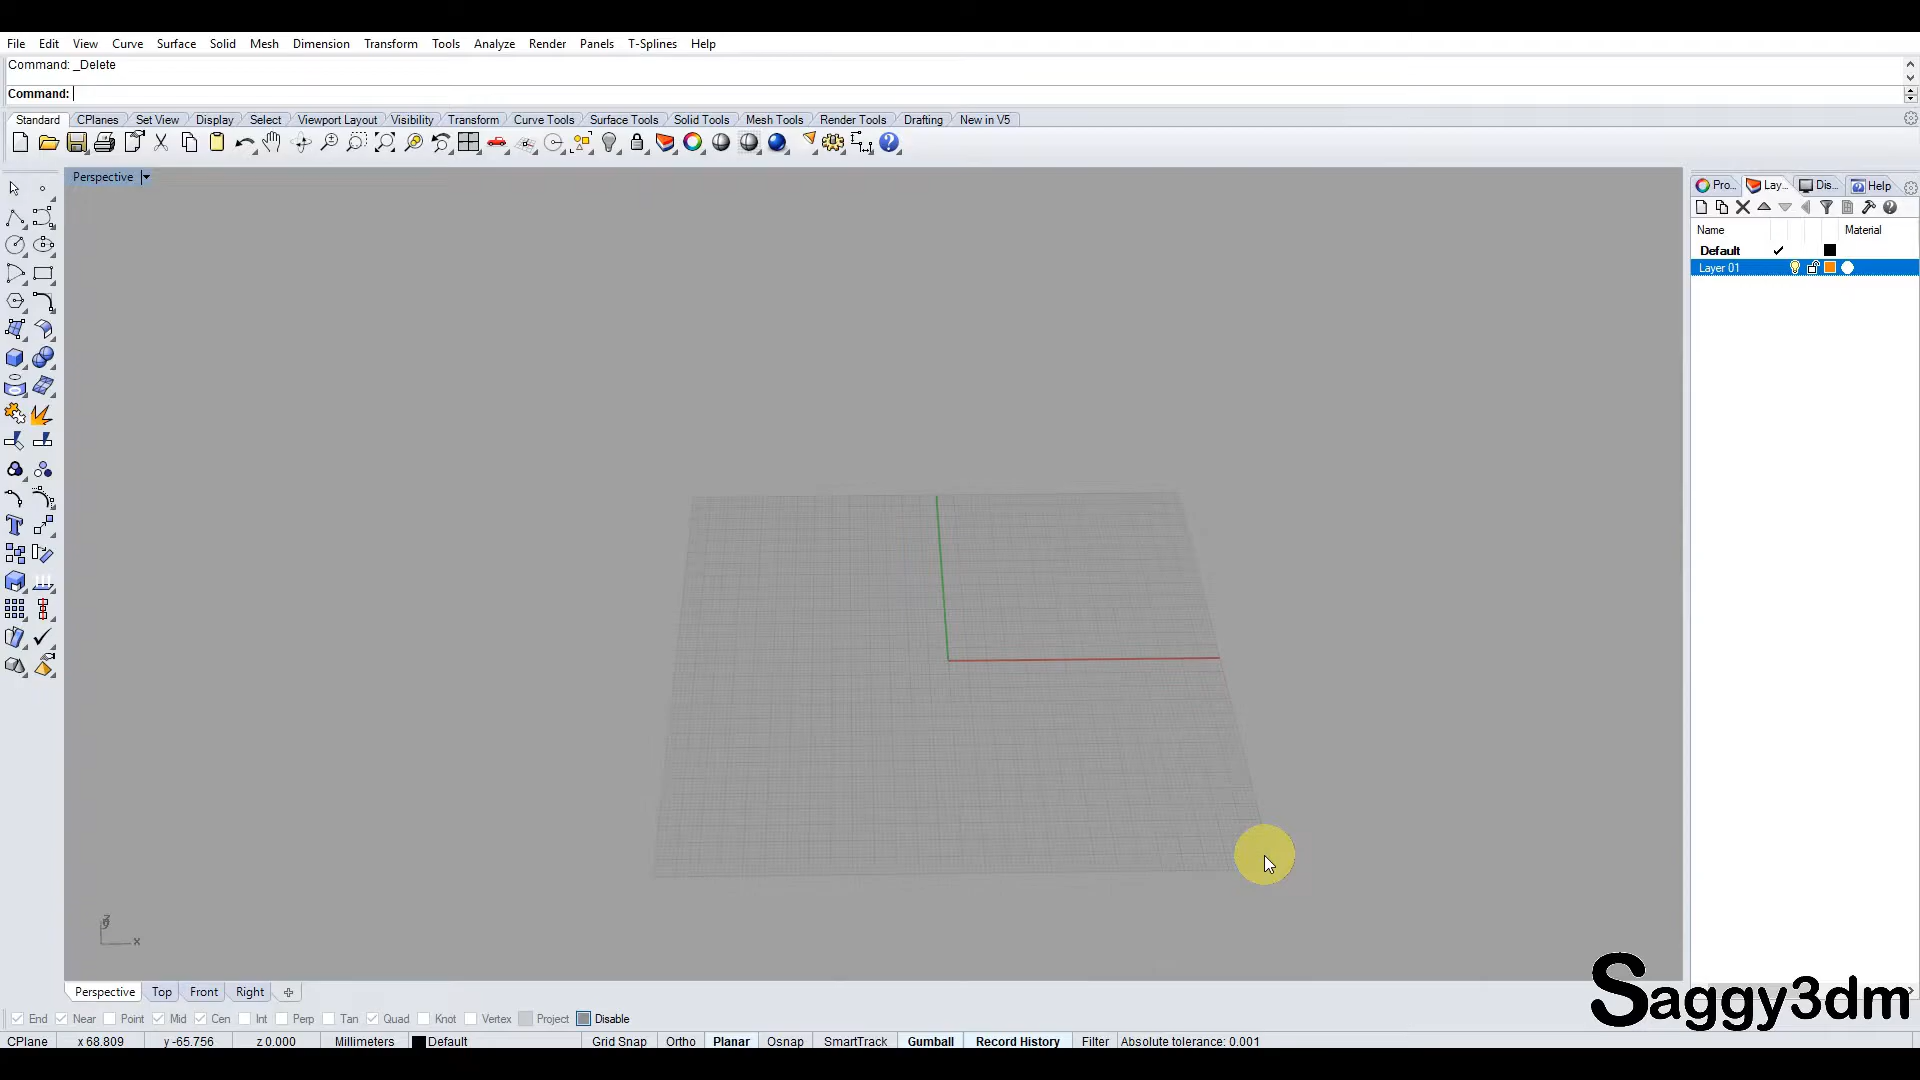 File Edit View Curve Surface Solid Mesh Dimension Transform Tools Analyze Render Panels T-Splines Help
Command: _Delete
Command:
Standard CPlanes Set View Display Select Viewport Layout Visibility Transform Curve Tools Surface Tools Solid Tools Mesh Tools Render Tools Drafting New in V5
Perspective
Pro... Lay... Dis... Help
Name Material
Default
Layer 01
x
Perspective Top Front Right
End Near Point Mid Cen Int Perp Tan Quad Knot Vertex Project Disable
CPlane x 68.809 y -65.756 z 0.000 Millimeters Default Grid Snap Ortho Planar Osnap SmartTrack Gumball Record History Filter Absolute tolerance: 0.001
Saggy3dm